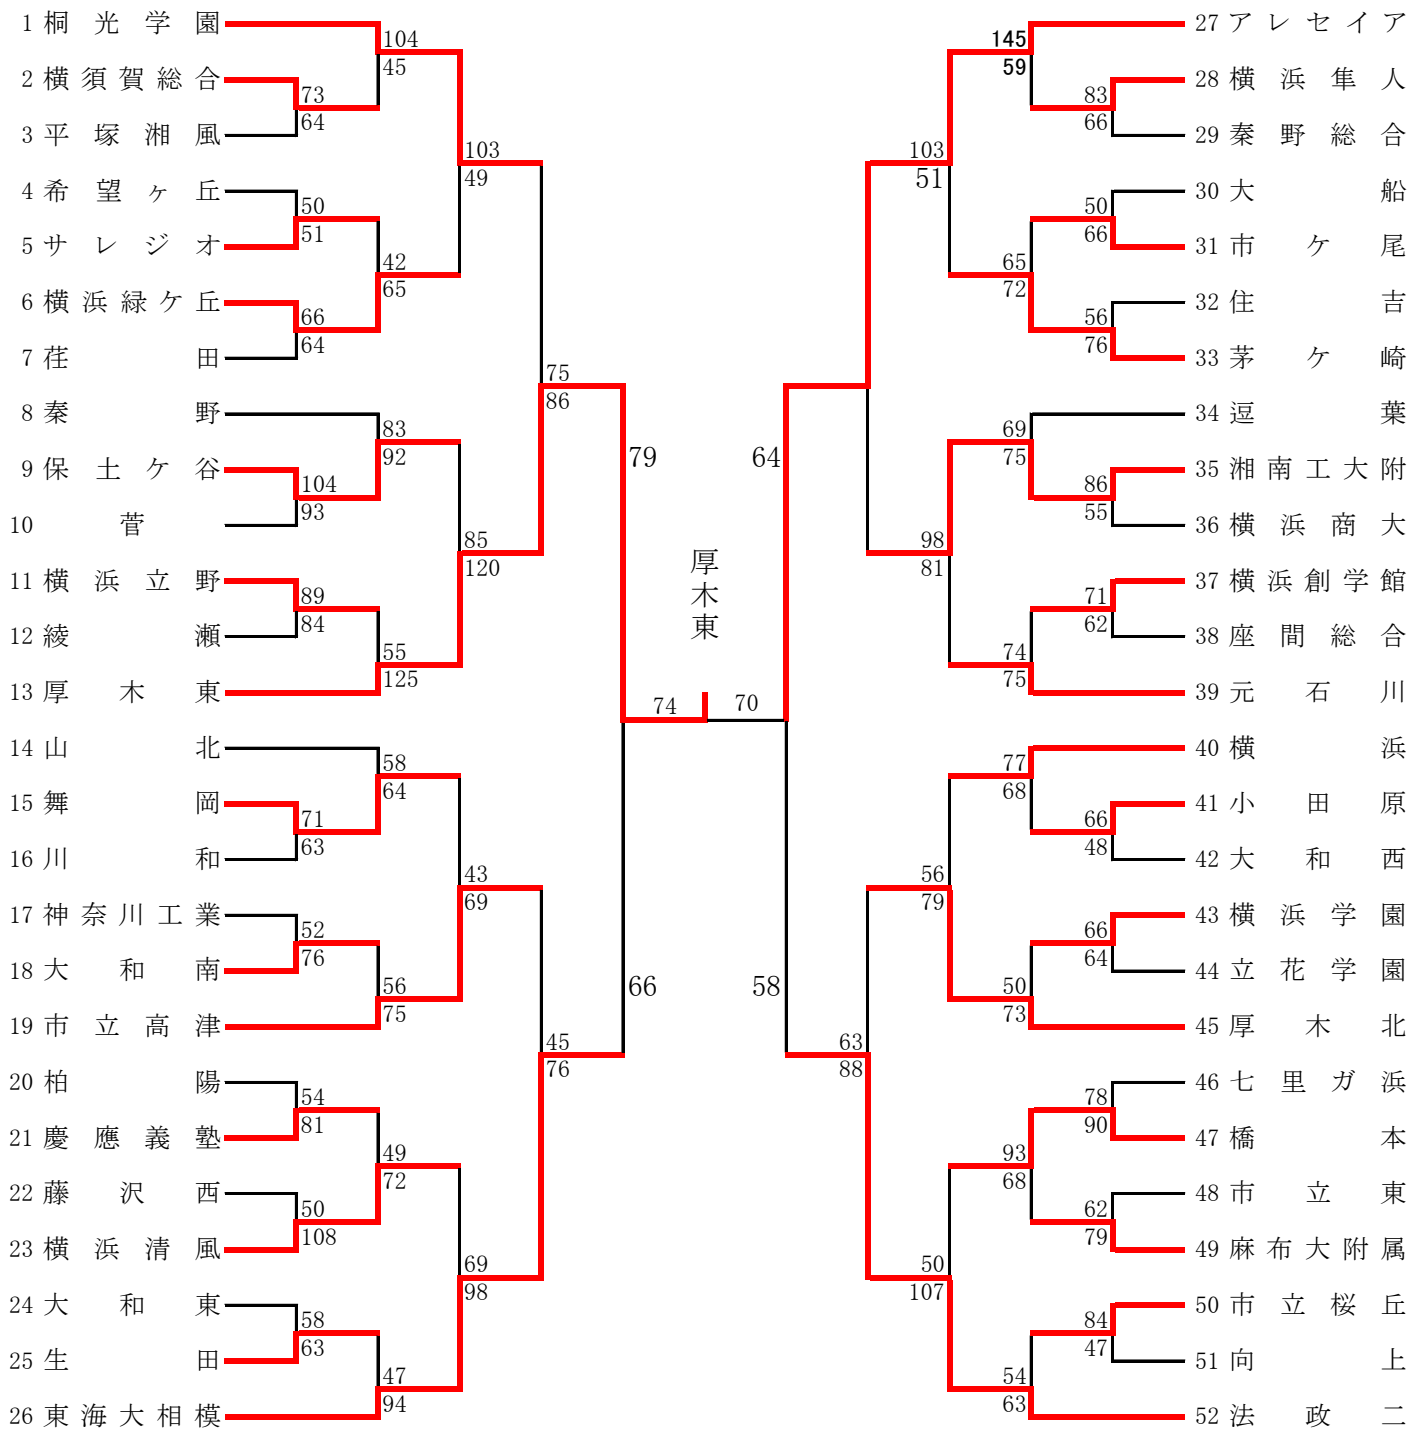 1 桐光学園
104
45
2 横須賀総合
73
64
3 平塚湘風
103
49
4 希望ヶ丘
50
51
5 サレジオ
42
65
6 横浜緑ケ丘
66
64
7 荏田
75
86
8 秦野
83
92
9 保土ケ谷
104
93
10 菅
85
120
11 横浜立野
89
84
12 綾瀬
55
125
13 厚木東
79
66
14 山北
58
64
15 舞岡
71
63
16 川和
43
69
17 神奈川工業
52
76
18 大和南
56
75
19 市立高津
45
76
20 柏陽
54
81
21 慶應義塾
49
72
22 藤沢西
50
108
23 横浜清風
69
98
24 大和東
58
63
25 生田
47
94
26 東海大相模
厚木東
74 70
27 アレセイア
145
59
28 横浜隼人
83
66
29 秦野総合
103
51
30 大船
50
66
31 市ケ尾
65
72
32 住吉
56
76
33 茅ケ崎
64
58
34 逗葉
69
75
35 湘南工大附
86
55
36 横浜商大
98
81
37 横浜創学館
71
62
38 座間総合
74
75
39 元石川
40 横浜
77
68
41 小田原
66
48
42 大和西
56
79
43 横浜学園
66
64
44 立花学園
50
73
45 厚木北
63
88
46 七里ガ浜
78
90
47 橋本
93
68
48 市立東
62
79
49 麻布大附属
50
107
50 市立桜丘
84
47
51 向上
54
63
52 法政二